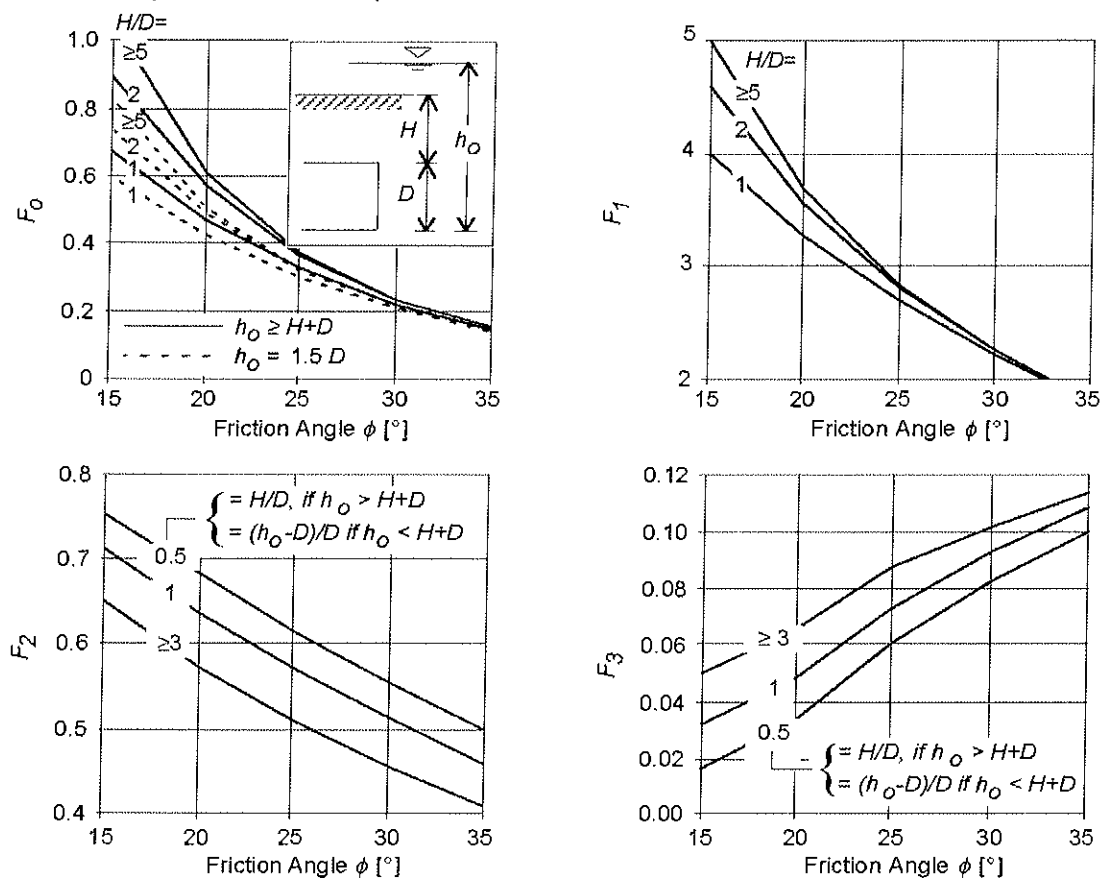 H/D=
1.0
0.8
0.6
0.4
0.2
0
F0
≥5
2
≥5
2
1
1
H
D
ho
ho ≥ H+D
ho = 1.5 D
15 20 25 30 35
Friction Angle ϕ [°]
5
4
3
2
F1
H/D=
≥5
2
1
15 20 25 30 35
Friction Angle ϕ [°]
0.8
0.7
0.6
0.5
0.4
F2
= H/D, if ho > H+D
= (ho-D)/D if ho < H+D
0.5
1
≥3
15 20 25 30 35
Friction Angle ϕ [°]
0.12
0.10
0.08
0.06
0.04
0.02
0.00
F3
≥ 3
1
0.5
= H/D, if ho > H+D
= (ho-D)/D if ho < H+D
15 20 25 30 35
Friction Angle ϕ [°]